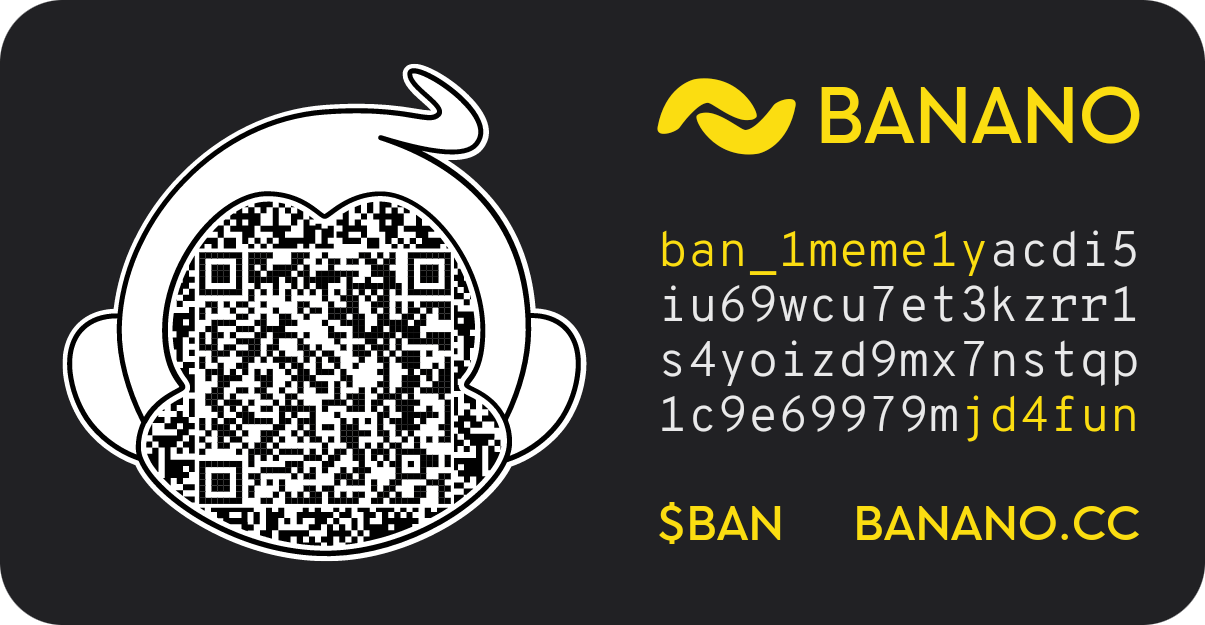 BANANO
ban_1meme1yacdi5
iu69wcu7et3kzrr1
s4yoizd9mx7nstqp
1c9e69979mjd4fun
$BAN BANANO.CC